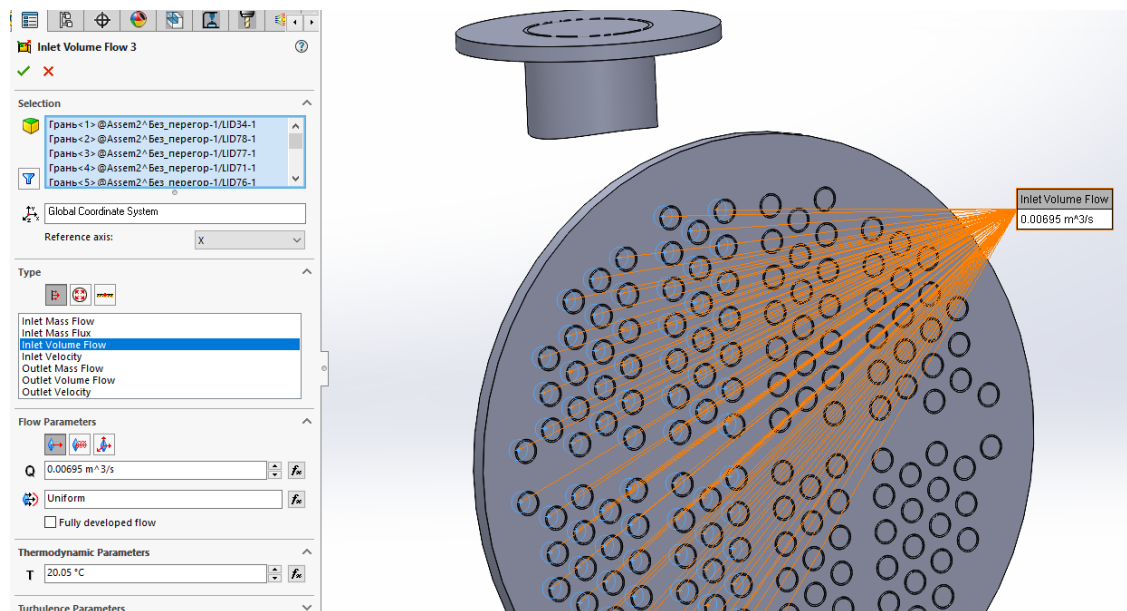 Inlet Volume Flow 3
Selection
Грань<1>@Assem2^Без_перегор-1/LID34-1
Грань<2>@Assem2^Без_перегор-1/LID78-1
Грань<3>@Assem2^Без_перегор-1/LID77-1
Грань<4>@Assem2^Без_перегор-1/LID71-1
Грань<5>@Assem2^Без_перегор-1/LID76-1
Global Coordinate System
Reference axis:
X
Type
Inlet Mass Flow
Inlet Mass Flux
Inlet Volume Flow
Inlet Velocity
Outlet Mass Flow
Outlet Volume Flow
Outlet Velocity
Flow Parameters
Q 0.00695 m^3/s
Uniform
Fully developed flow
Thermodynamic Parameters
T 20.05 °C
Turbulence Parameters
Inlet Volume Flow
0.00695 m^3/s